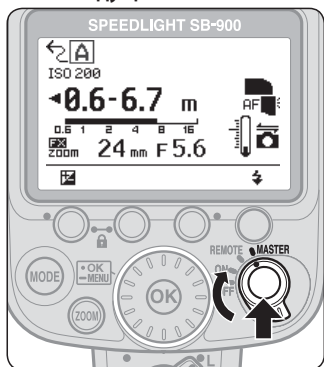 SPEEDLIGHT SB-900
A
ISO 200
0.6-6.7 m
AF
0.6 1 2 4 8 16
FX
zoom 24 mm F 5.6
REMOTE MASTER
ON
OFF
MODE
OK
MENU
ZOOM
OK